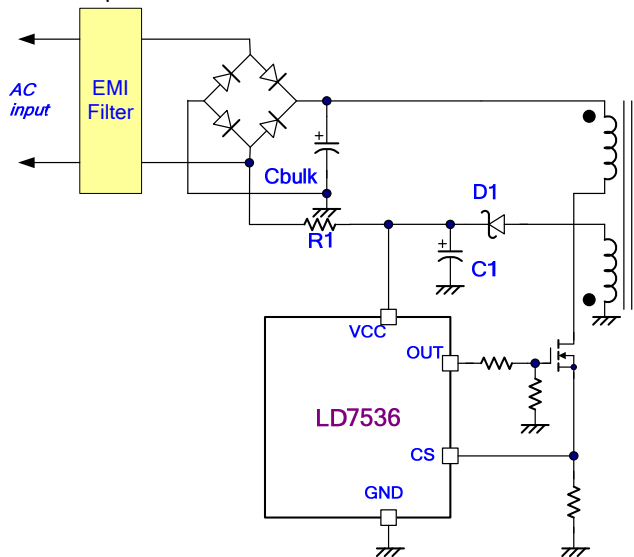 AC
input
EMI
Filter
+
Cbulk
D1
R1
+
C1
VCC
OUT
LD7536
CS
GND